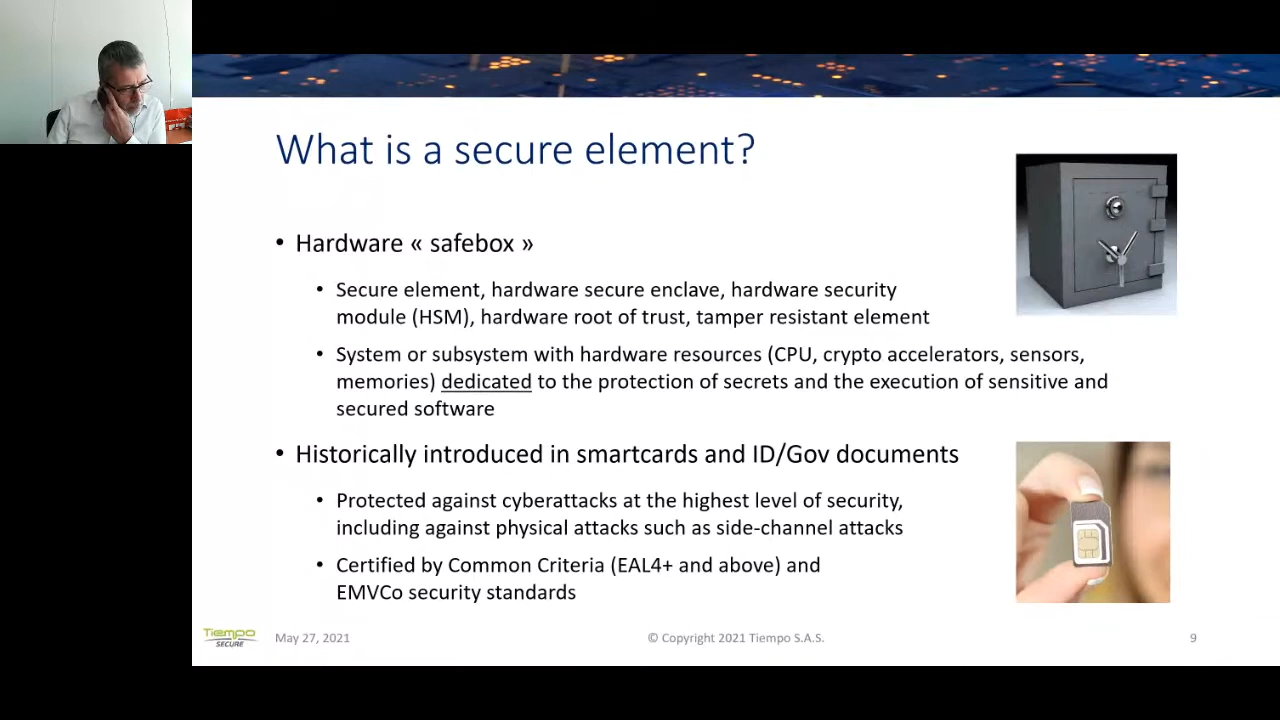 What is a secure element?
• Hardware « safebox »
• Secure element, hardware secure enclave, hardware security
module (HSM), hardware root of trust, tamper resistant element
• System or subsystem with hardware resources (CPU, crypto accelerators, sensors,
memories) dedicated to the protection of secrets and the execution of sensitive and
secured software
• Historically introduced in smartcards and ID/Gov documents
• Protected against cyberattacks at the highest level of security,
including against physical attacks such as side-channel attacks
• Certified by Common Criteria (EAL4+ and above) and
EMVCo security standards
Tiempo
SECURE
May 27, 2021
© Copyright 2021 Tiempo S.A.S.
9